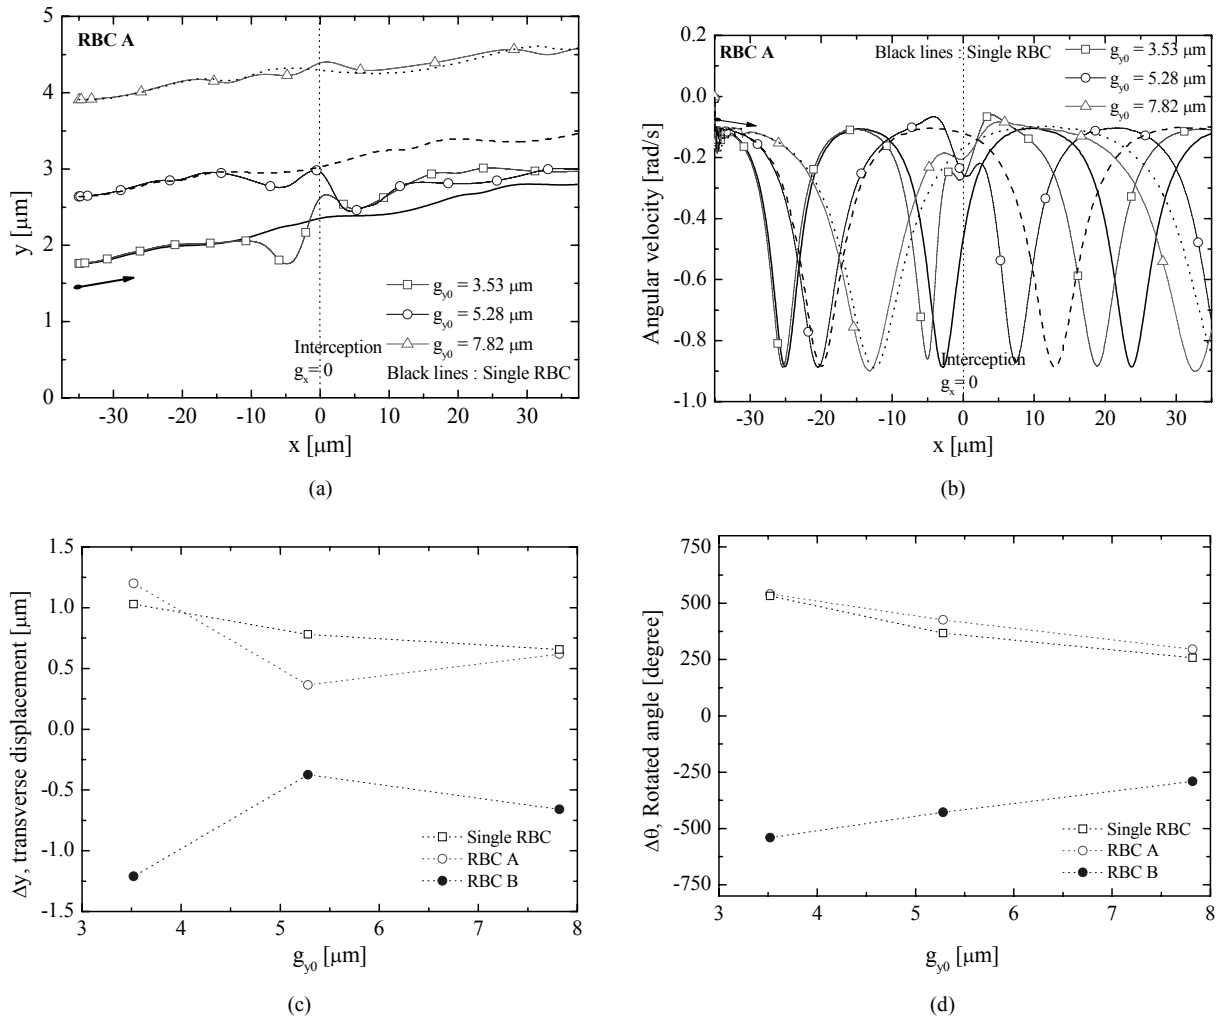 RBC A
5
4
3
2
1
0
y [μm]
-30
-20
-10
0
10
20
30
x [μm]
g_y0 = 3.53 μm
g_y0 = 5.28 μm
g_y0 = 7.82 μm
Interception
g_x= 0
Black lines : Single RBC
(a)
RBC A
Black lines : Single RBC
g_y0 = 3.53 μm
g_y0 = 5.28 μm
g_y0 = 7.82 μm
0.2
0.0
-0.2
-0.4
-0.6
-0.8
-1.0
Angular velocity [rad/s]
Interception
g_x= 0
-30
-20
-10
0
10
20
30
x [μm]
(b)
1.5
1.0
0.5
0.0
-0.5
-1.0
-1.5
Δy, transverse displacement [μm]
Single RBC
RBC A
RBC B
3
4
5
6
7
8
g_y0 [μm]
(c)
750
500
250
0
-250
-500
-750
Δθ, Rotated angle [degree]
Single RBC
RBC A
RBC B
3
4
5
6
7
8
g_y0 [μm]
(d)